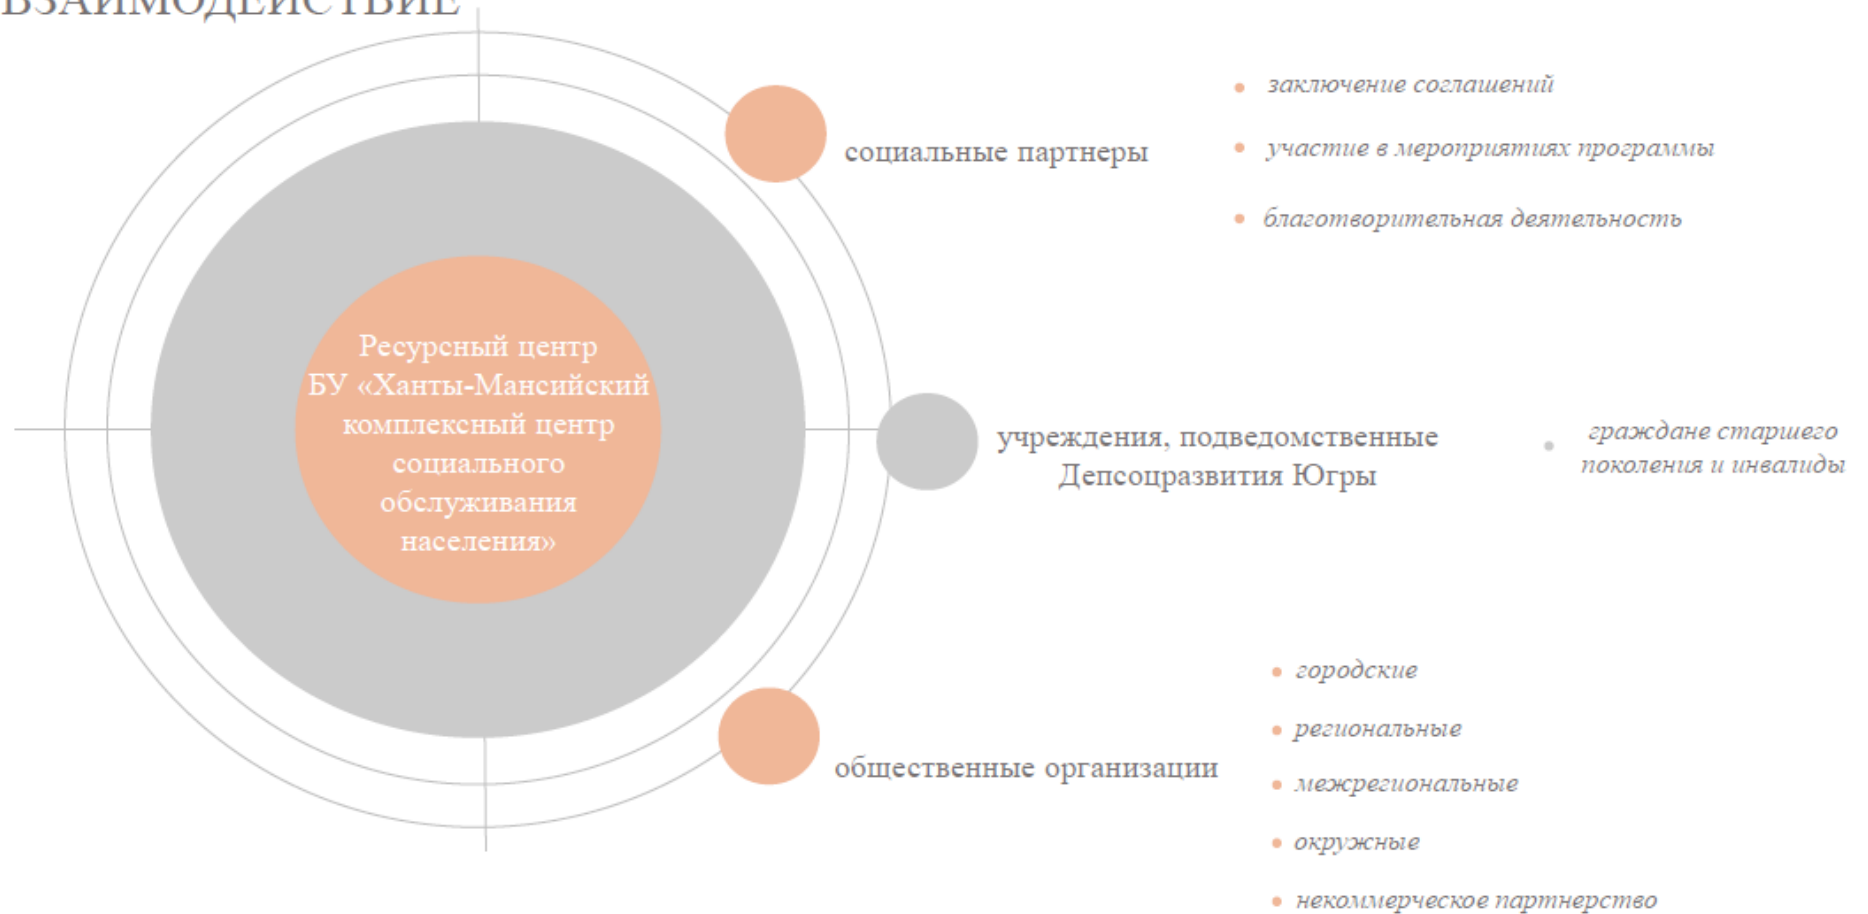 ВЗАИМОДЕЙСТВИЕ
социальные партнеры
заключение соглашений
участие в мероприятиях программы
благотворительная деятельность
Ресурсный центр
БУ «Ханты-Мансийский
комплексный центр
социального
обслуживания
населения»
учреждения, подведомственные
Депсоцразвития Югры
граждане старшего
поколения и инвалиды
общественные организации
городские
региональные
межрегиональные
окружные
некоммерческое партнерство